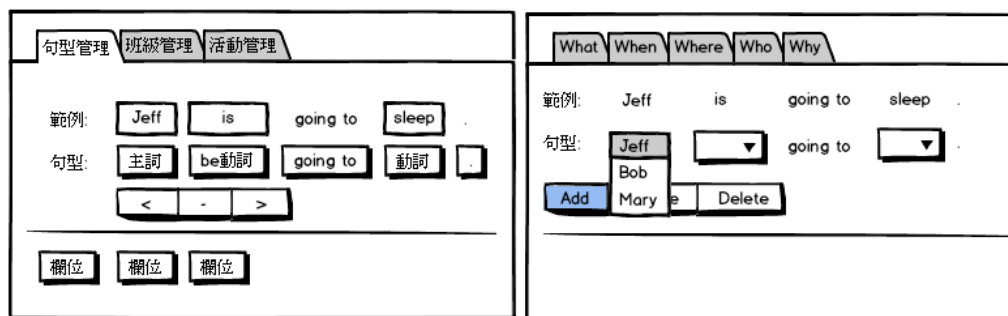 句型管理 班級管理 活動管理
範例: Jeff is going to sleep .
句型: 主詞 be動詞 going to 動詞 .
< - >
欄位 欄位 欄位
What When Where Who Why
範例: Jeff is going to sleep .
句型: Jeff going to .
Bob
Add Mary e Delete